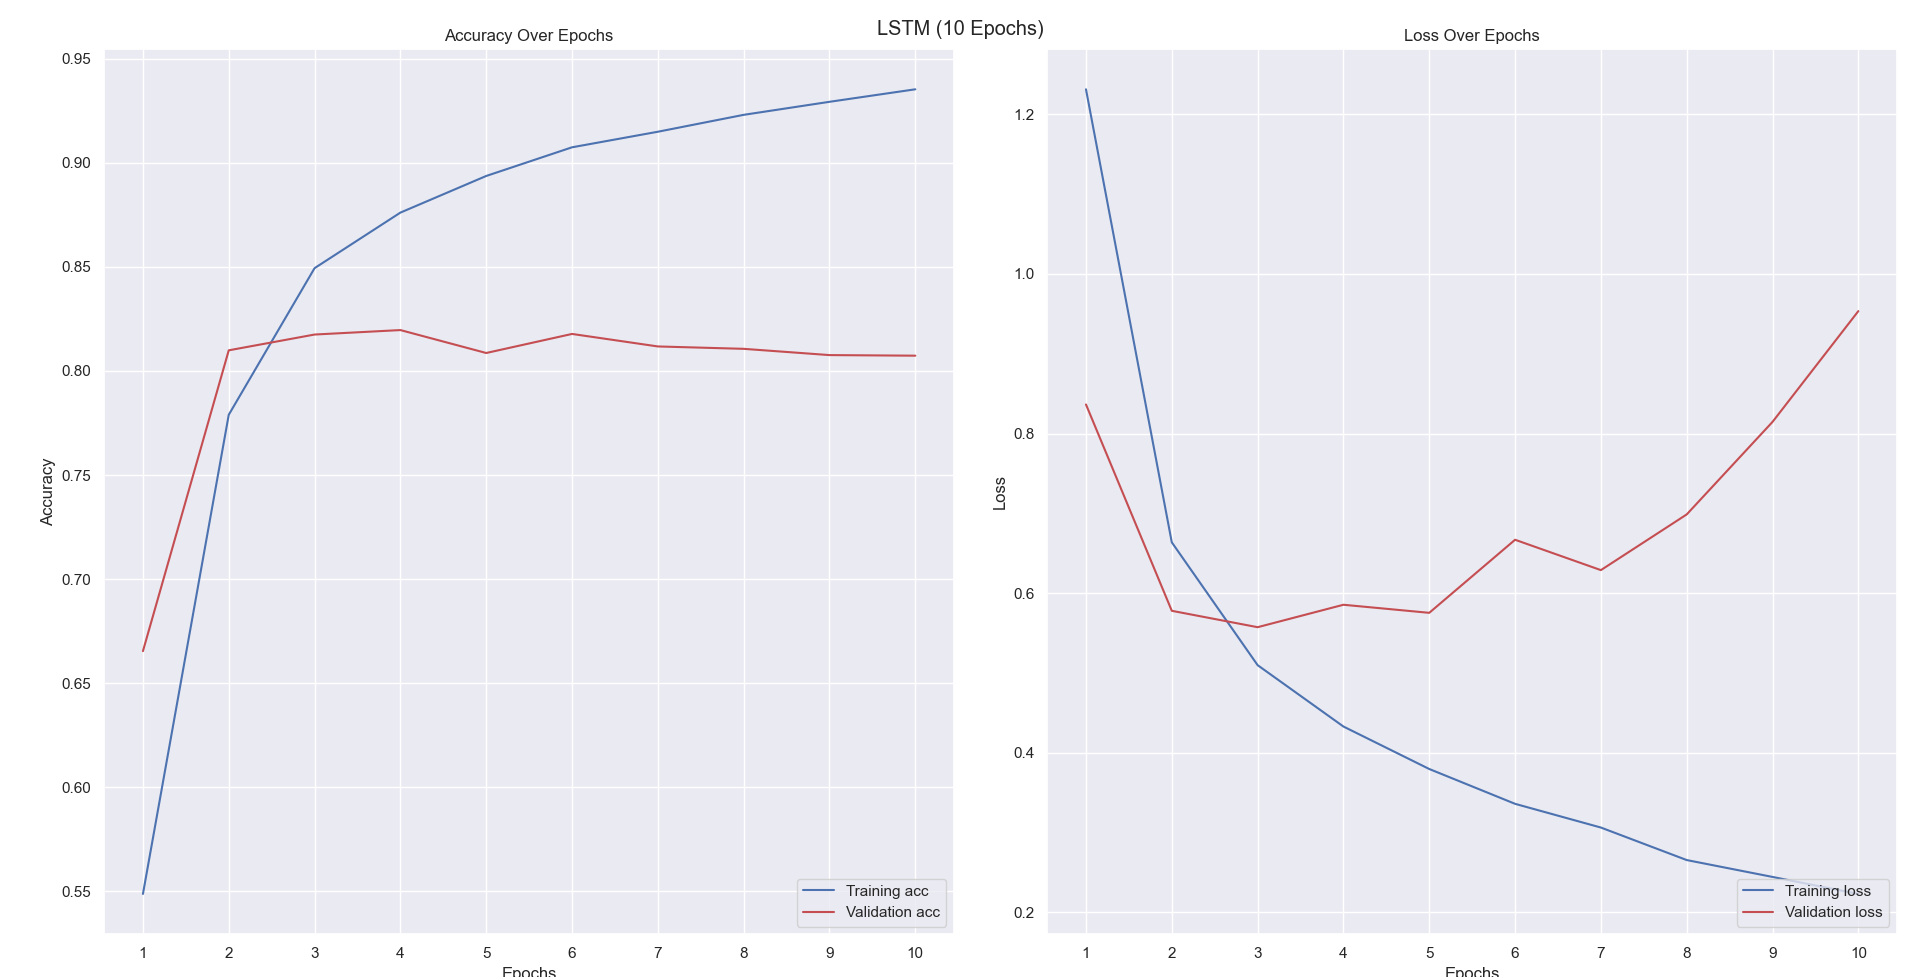 LSTM (10 Epochs)
Accuracy Over Epochs
0.95
0.90
0.85
0.80
0.75
0.70
0.65
0.60
0.55
Accuracy
1 2 3 4 5 6 7 8 9 10
Epochs
Training acc
Validation acc
Loss Over Epochs
1.2
1.0
0.8
0.6
0.4
0.2
Loss
1 2 3 4 5 6 7 8 9 10
Epochs
Training loss
Validation loss